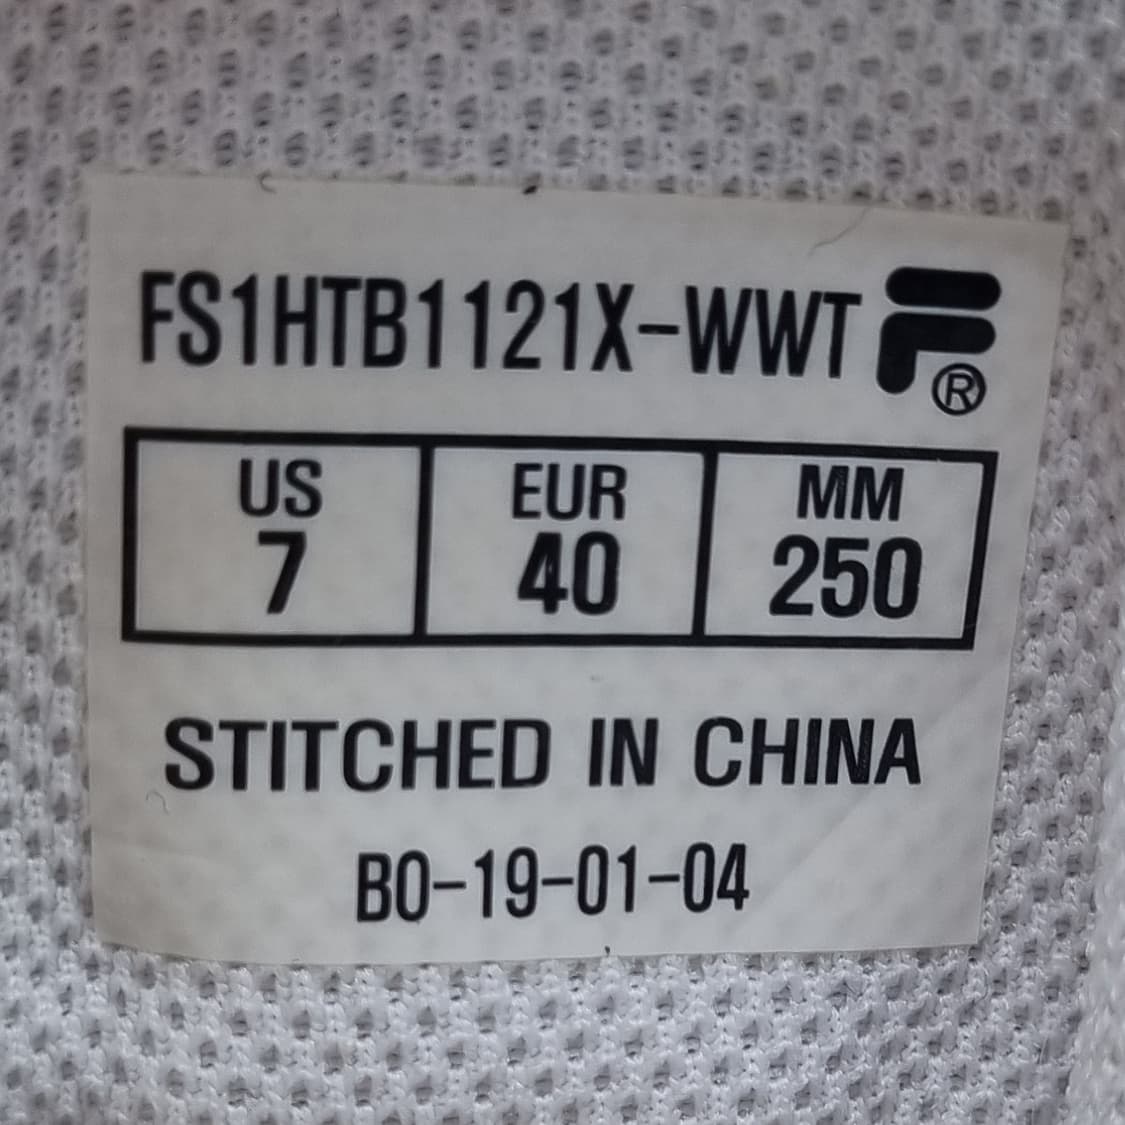 FS1HTB1121X-WWT
®
US EUR MM
7 40 250
STITCHED IN CHINA
B0-19-01-04